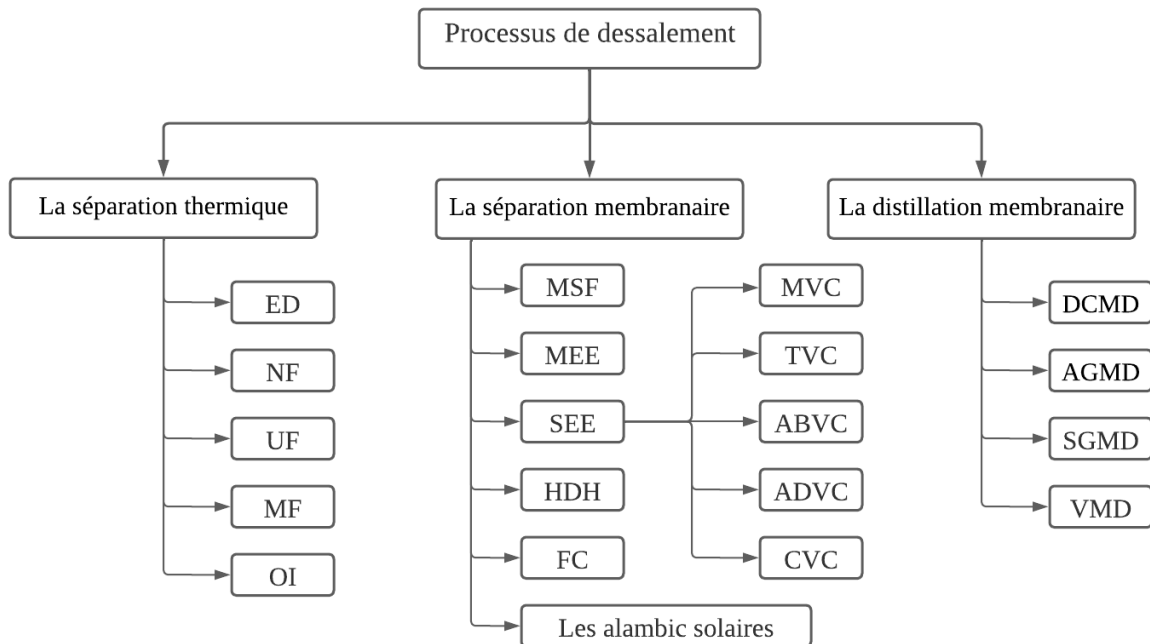 Processus de dessalement
La séparation thermique
La séparation membranaire
La distillation membranaire
ED
NF
UF
MF
OI
MSF
MEE
SEE
HDH
FC
Les alambic solaires
MVC
TVC
ABVC
ADVC
CVC
DCMD
AGMD
SGMD
VMD